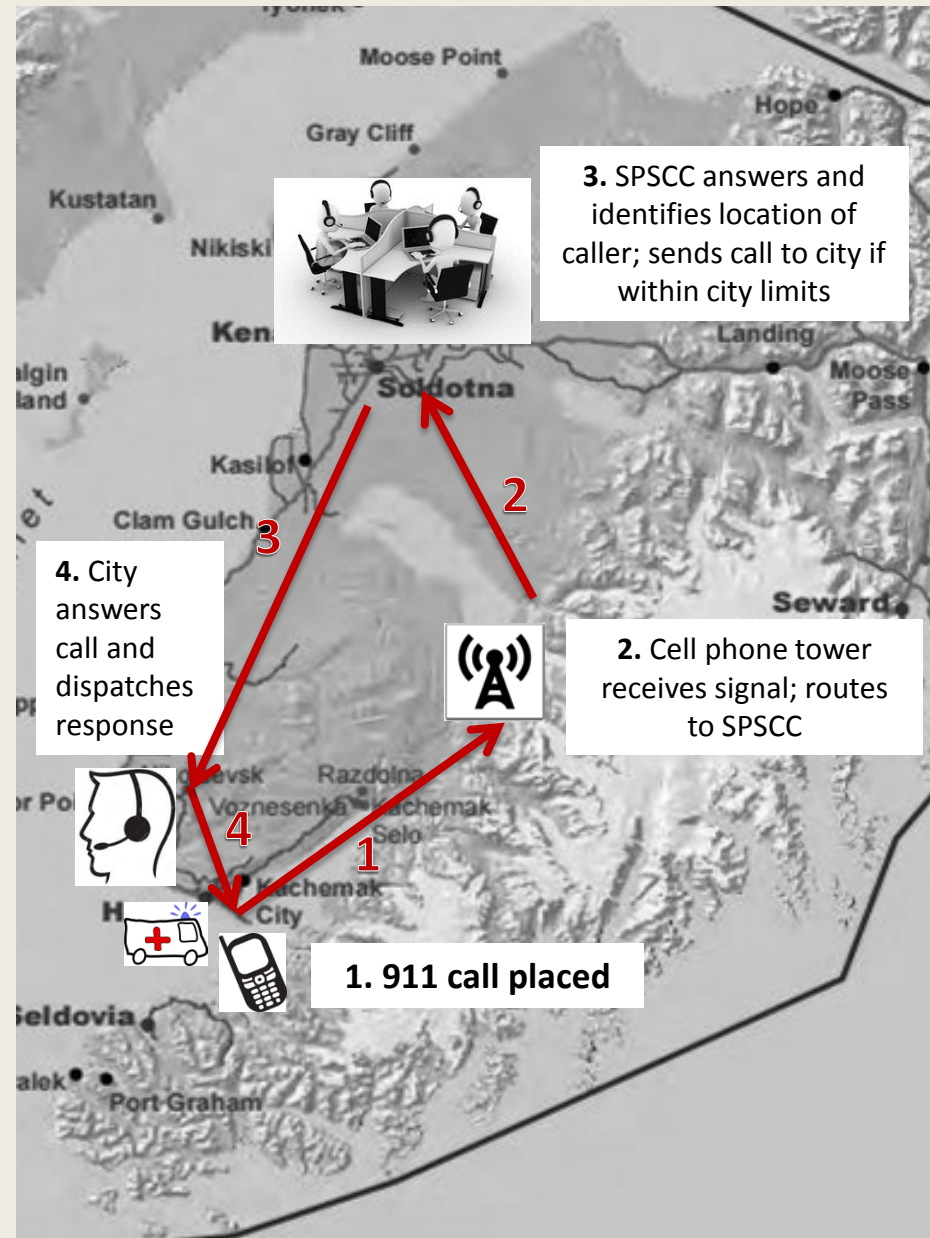 Moose Point
Hope
Gray Cliff
3. SPSCC answers and
identifies location of
caller; sends call to city if
within city limits
Kustatan
Nikiski
Landing
Moose
Pass
Soldotna
Kasilof
2
Clam Gulch
3
4. City
answers
call and
dispatches
response
Seward
2. Cell phone tower
receives signal; routes
to SPSCC
Razdolna
Voznesenka
Kachemak
Selo
4
1
Kachemak
City
1. 911 call placed
Seldovia
Port Graham